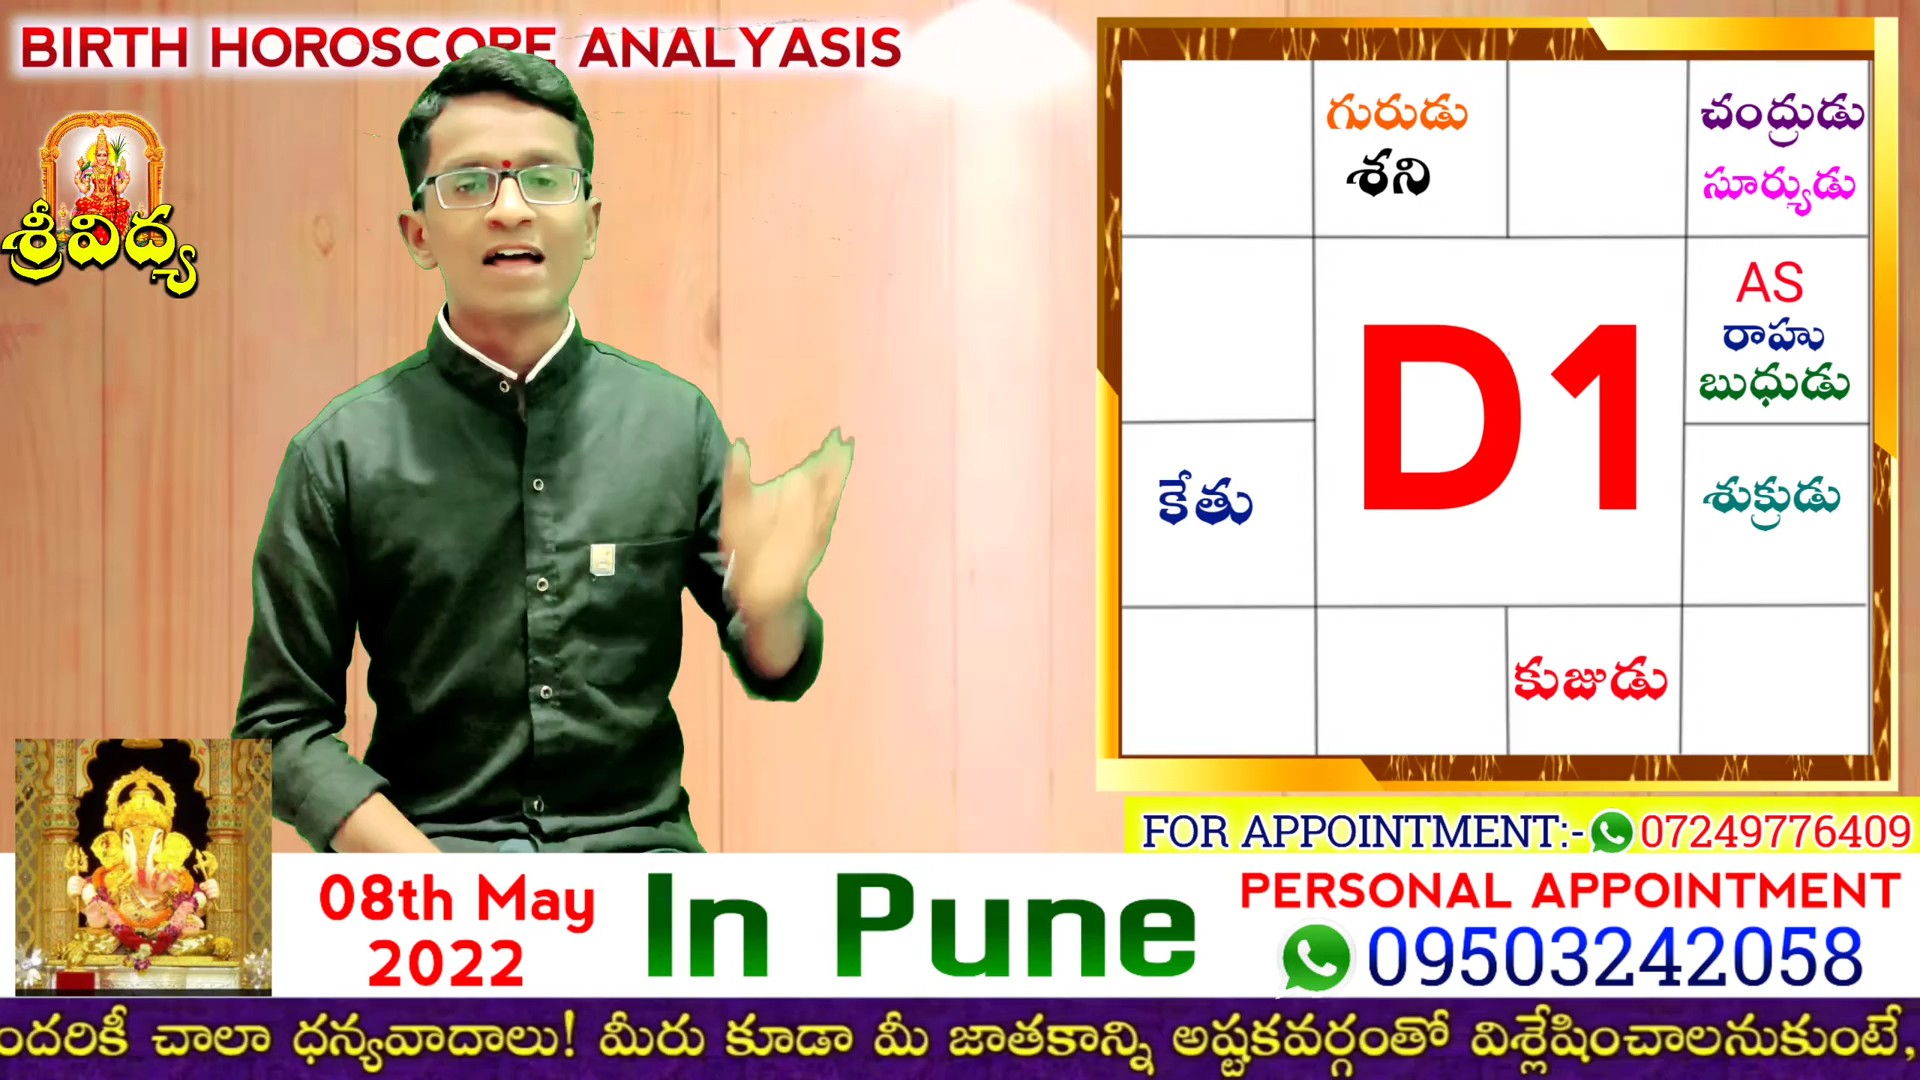 BIRTH HOROSCOPE ANALYASIS
శ్రీవిద్య
గురుడు
శని
చంద్రుడు
సూర్యుడు
AS
రాహు
బుధుడు
D1
కేతు
శుక్రుడు
కుజుడు
FOR APPOINTMENT:- 07249776409
08th May
2022
In Pune
PERSONAL APPOINTMENT
09503242058
ందరికీ చాలా ధన్యవాదాలు! మీరు కూడా మీ జాతకాన్ని అష్టకవర్గంతో విశ్లేషించాలనుకుంటే,